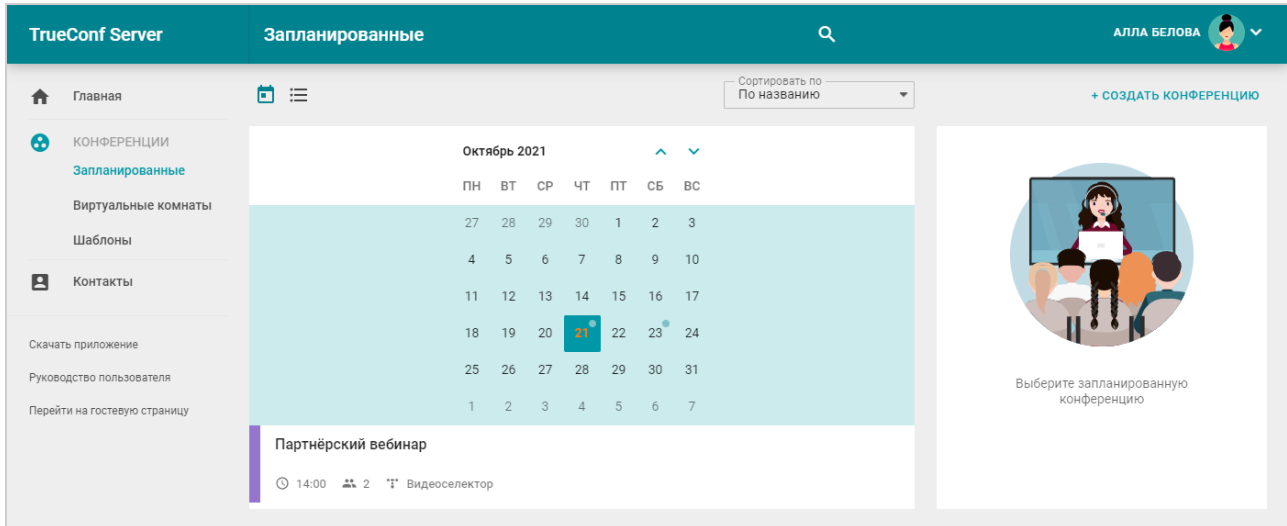 TrueConf Server
Запланированные
АЛЛА БЕЛОВА
Главная
КОНФЕРЕНЦИИ
Запланированные
Виртуальные комнаты
Шаблоны
Контакты
Скачать приложение
Руководство пользователя
Перейти на гостевую страницу
Сортировать по
По названию
+ СОЗДАТЬ КОНФЕРЕНЦИЮ
Октябрь 2021
ПН ВТ СР ЧТ ПТ СБ ВС
27 28 29 30 1 2 3
4 5 6 7 8 9 10
11 12 13 14 15 16 17
18 19 20 21 22 23 24
25 26 27 28 29 30 31
1 2 3 4 5 6 7
Партнёрский вебинар
14:00 2 Видеоселектор
Выберите запланированную
конференцию